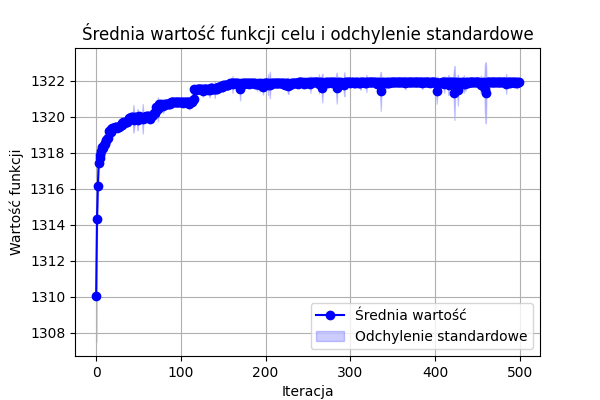 Średnia wartość funkcji celu i odchylenie standardowe
Wartość funkcji
1322
1320
1318
1316
1314
1312
1310
1308
Średnia wartość
Odchylenie standardowe
0 100 200 300 400 500
Iteracja